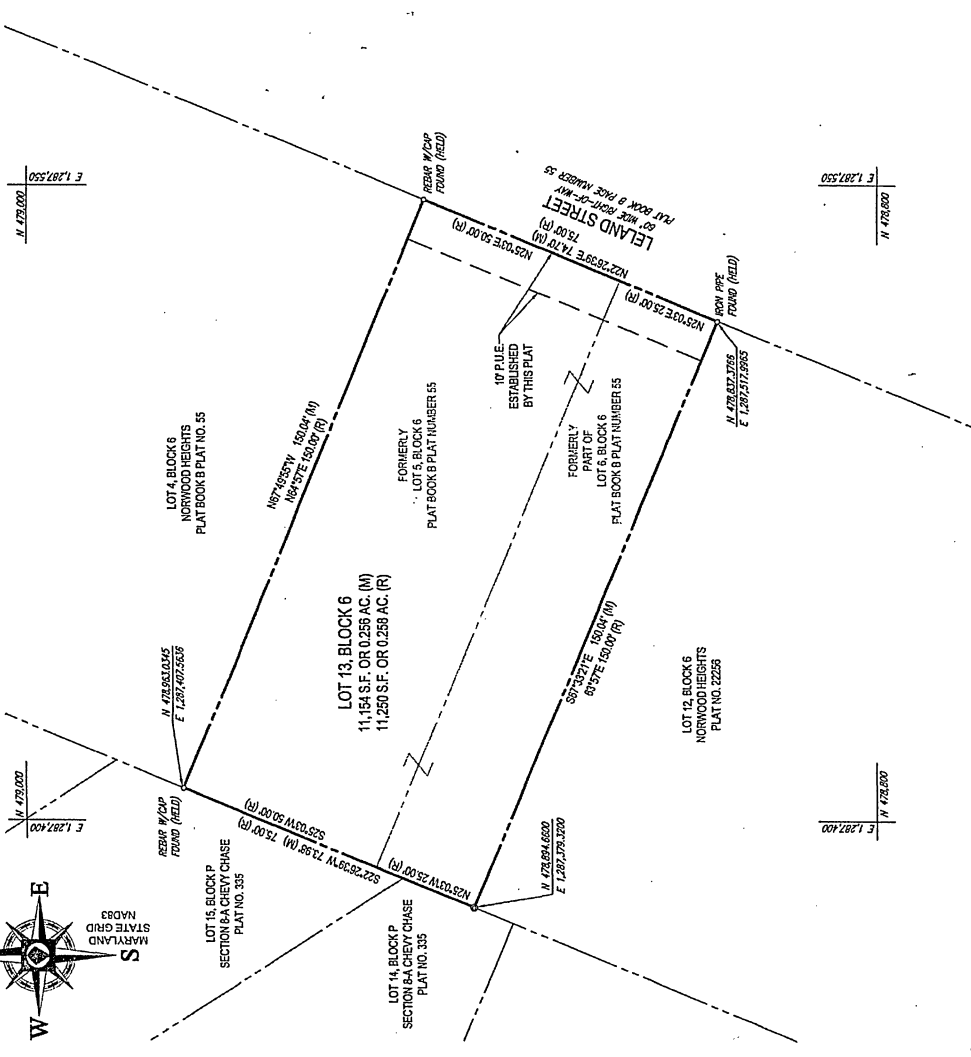 N 479,000
E 1,287,550
N 478,800
E 1,287,550
REBAR W/CAP
FOUND (HELD)
LELAND STREET
60' WIDE RIGHT-OF-WAY
PLAT BOOK B PAGE NUMBER 55
N22°26'39"E 74.70' (M)
75.00' (R)
N25°03'E 50.00' (R)
N25°03'E 25.00' (R)
IRON PIPE
FOUND (HELD)
N 478,837.3766
E 1,287,517.9965
10' P.U.E.
ESTABLISHED
BY THIS PLAT
LOT 4, BLOCK 6
NORWOOD HEIGHTS
PLAT BOOK B PLAT NO. 55
N67°49'55"W 150.04' (M)
N64°57'E 150.00' (R)
FORMERLY
LOT 5, BLOCK 6
PLAT BOOK B PLAT NUMBER 55
FORMERLY
PART OF
LOT 6, BLOCK 6
PLAT BOOK B PLAT NUMBER 55
LOT 13, BLOCK 6
11,154 S.F. OR 0.256 AC. (M)
11,250 S.F. OR 0.258 AC. (R)
S67°33'21"E 150.04' (M)
63°57'E 150.00' (R)
LOT 12, BLOCK 6
NORWOOD HEIGHTS
PLAT NO. 22256
N 478,963.0345
E 1,287,407.5536
REBAR W/CAP
FOUND (HELD)
S25°03'W 50.00' (R)
S22°26'39"W 73.98' (M) 75.00' (R)
N25°03'W 25.00' (R)
N 478,894.6600
E 1,287,379.3200
N 479,000
E 1,287,400
N 478,800
E 1,287,400
LOT 15, BLOCK P
SECTION 8-A CHEVY CHASE
PLAT NO. 335
LOT 14, BLOCK P
SECTION 8-A CHEVY CHASE
PLAT NO. 335
W
E
S
MARYLAND
STATE GRID
NAD83